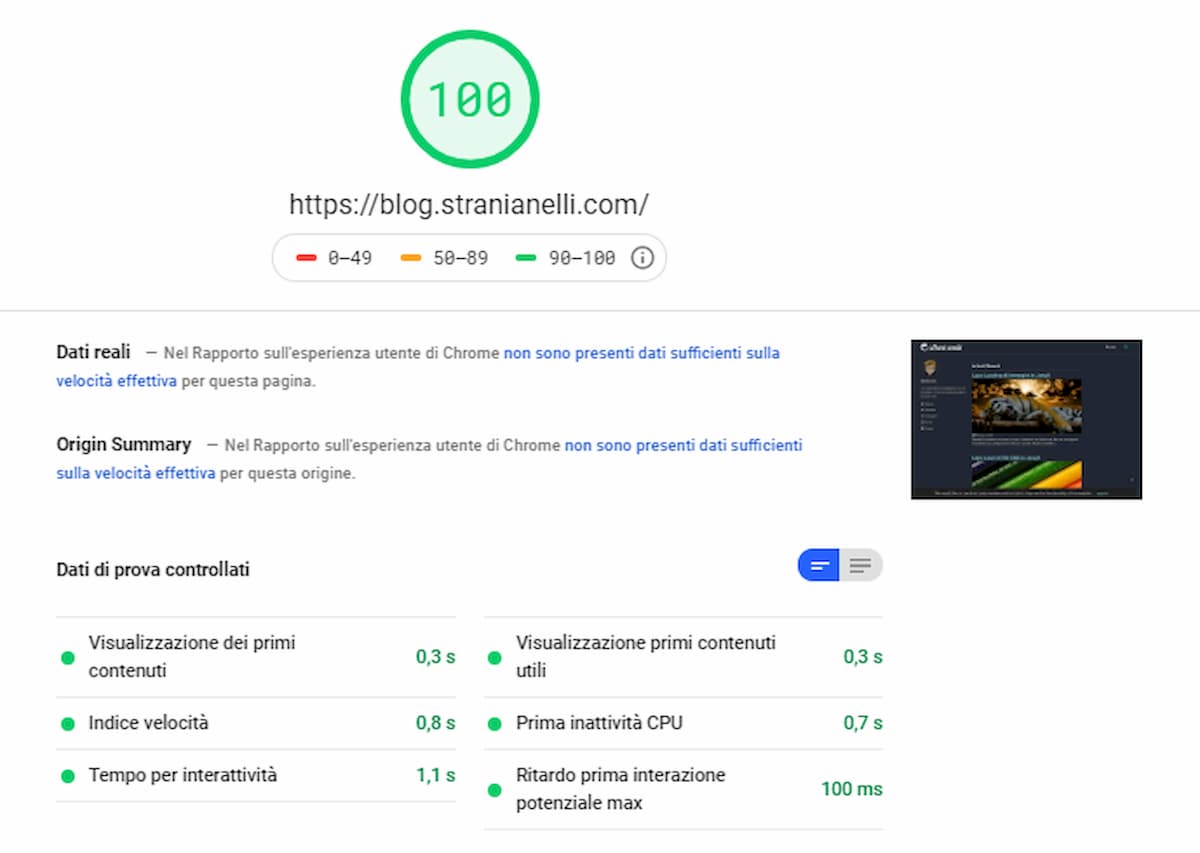 100
https://blog.stranianelli.com/
0–49 50–89 90–100
Dati reali — Nel Rapporto sull'esperienza utente di Chrome non sono presenti dati sufficienti sulla
velocità effettiva per questa pagina.
Origin Summary — Nel Rapporto sull'esperienza utente di Chrome non sono presenti dati sufficienti
sulla velocità effettiva per questa origine.
Dati di prova controllati
Visualizzazione dei primi
contenuti
0,3 s
Visualizzazione primi contenuti
utili
0,3 s
Indice velocità 0,8 s
Prima inattività CPU 0,7 s
Tempo per interattività 1,1 s
Ritardo prima interazione
potenziale max
100 ms